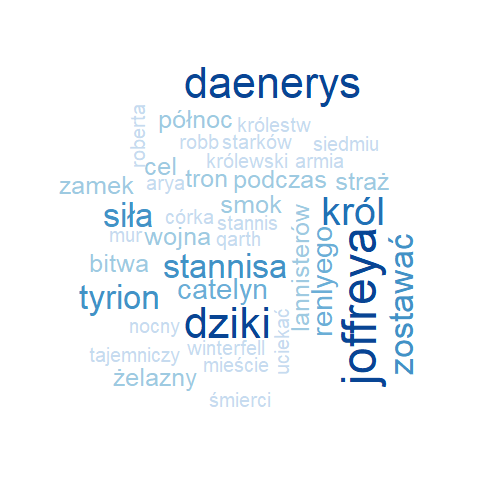 daenerys
roberta
północ
królestw
robb
starków
siedmiu
cel
królewski
armia
zamek
arya
tron
podczas
straż
siła
córka
smok
stannis
król
mur
wojna
qarth
lannisterów
renlyego
joffreya
zostawać
bitwa
stannisa
tyrion
catelyn
nocny
dziki
uciekać
tajemniczy
winterfell
mieście
żelazny
śmierci